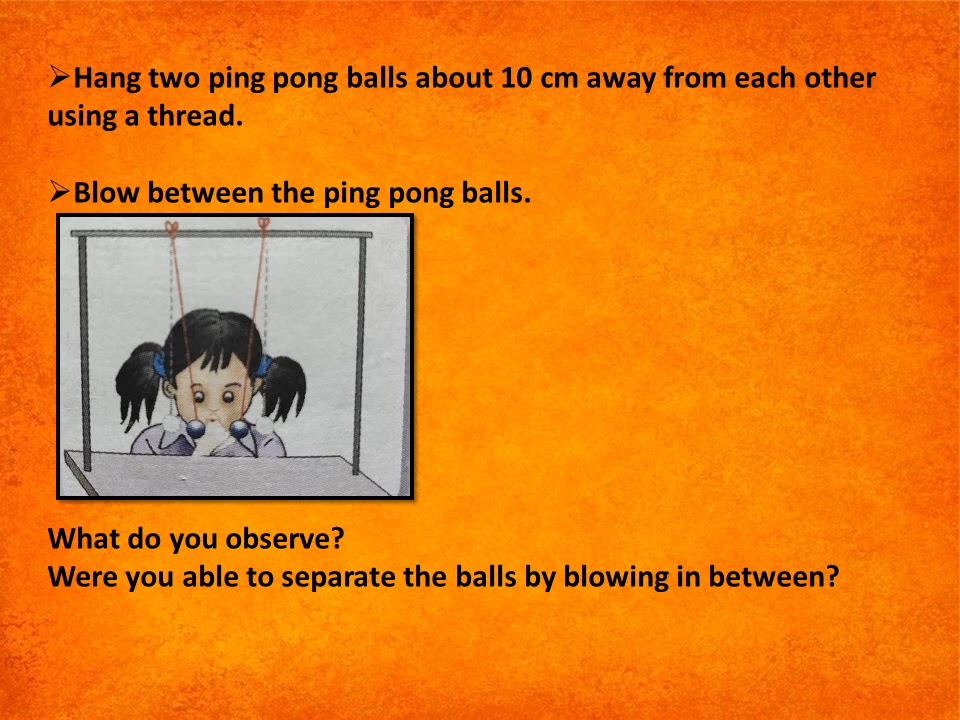 ➢Hang two ping pong balls about 10 cm away from each other
using a thread.
➢Blow between the ping pong balls.
What do you observe?
Were you able to separate the balls by blowing in between?